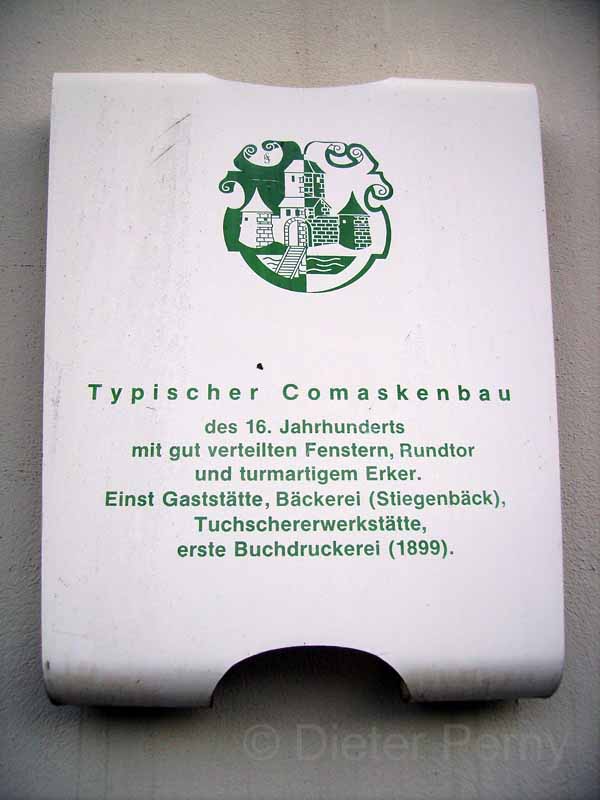 Typischer Comaskenbau
des 16. Jahrhunderts
mit gut verteilten Fenstern, Rundtor
und turmartigem Erker.
Einst Gaststätte, Bäckerei (Stiegenbäck),
Tuchschererwerkstätte,
erste Buchdruckerei (1899).
© Dieter Perny